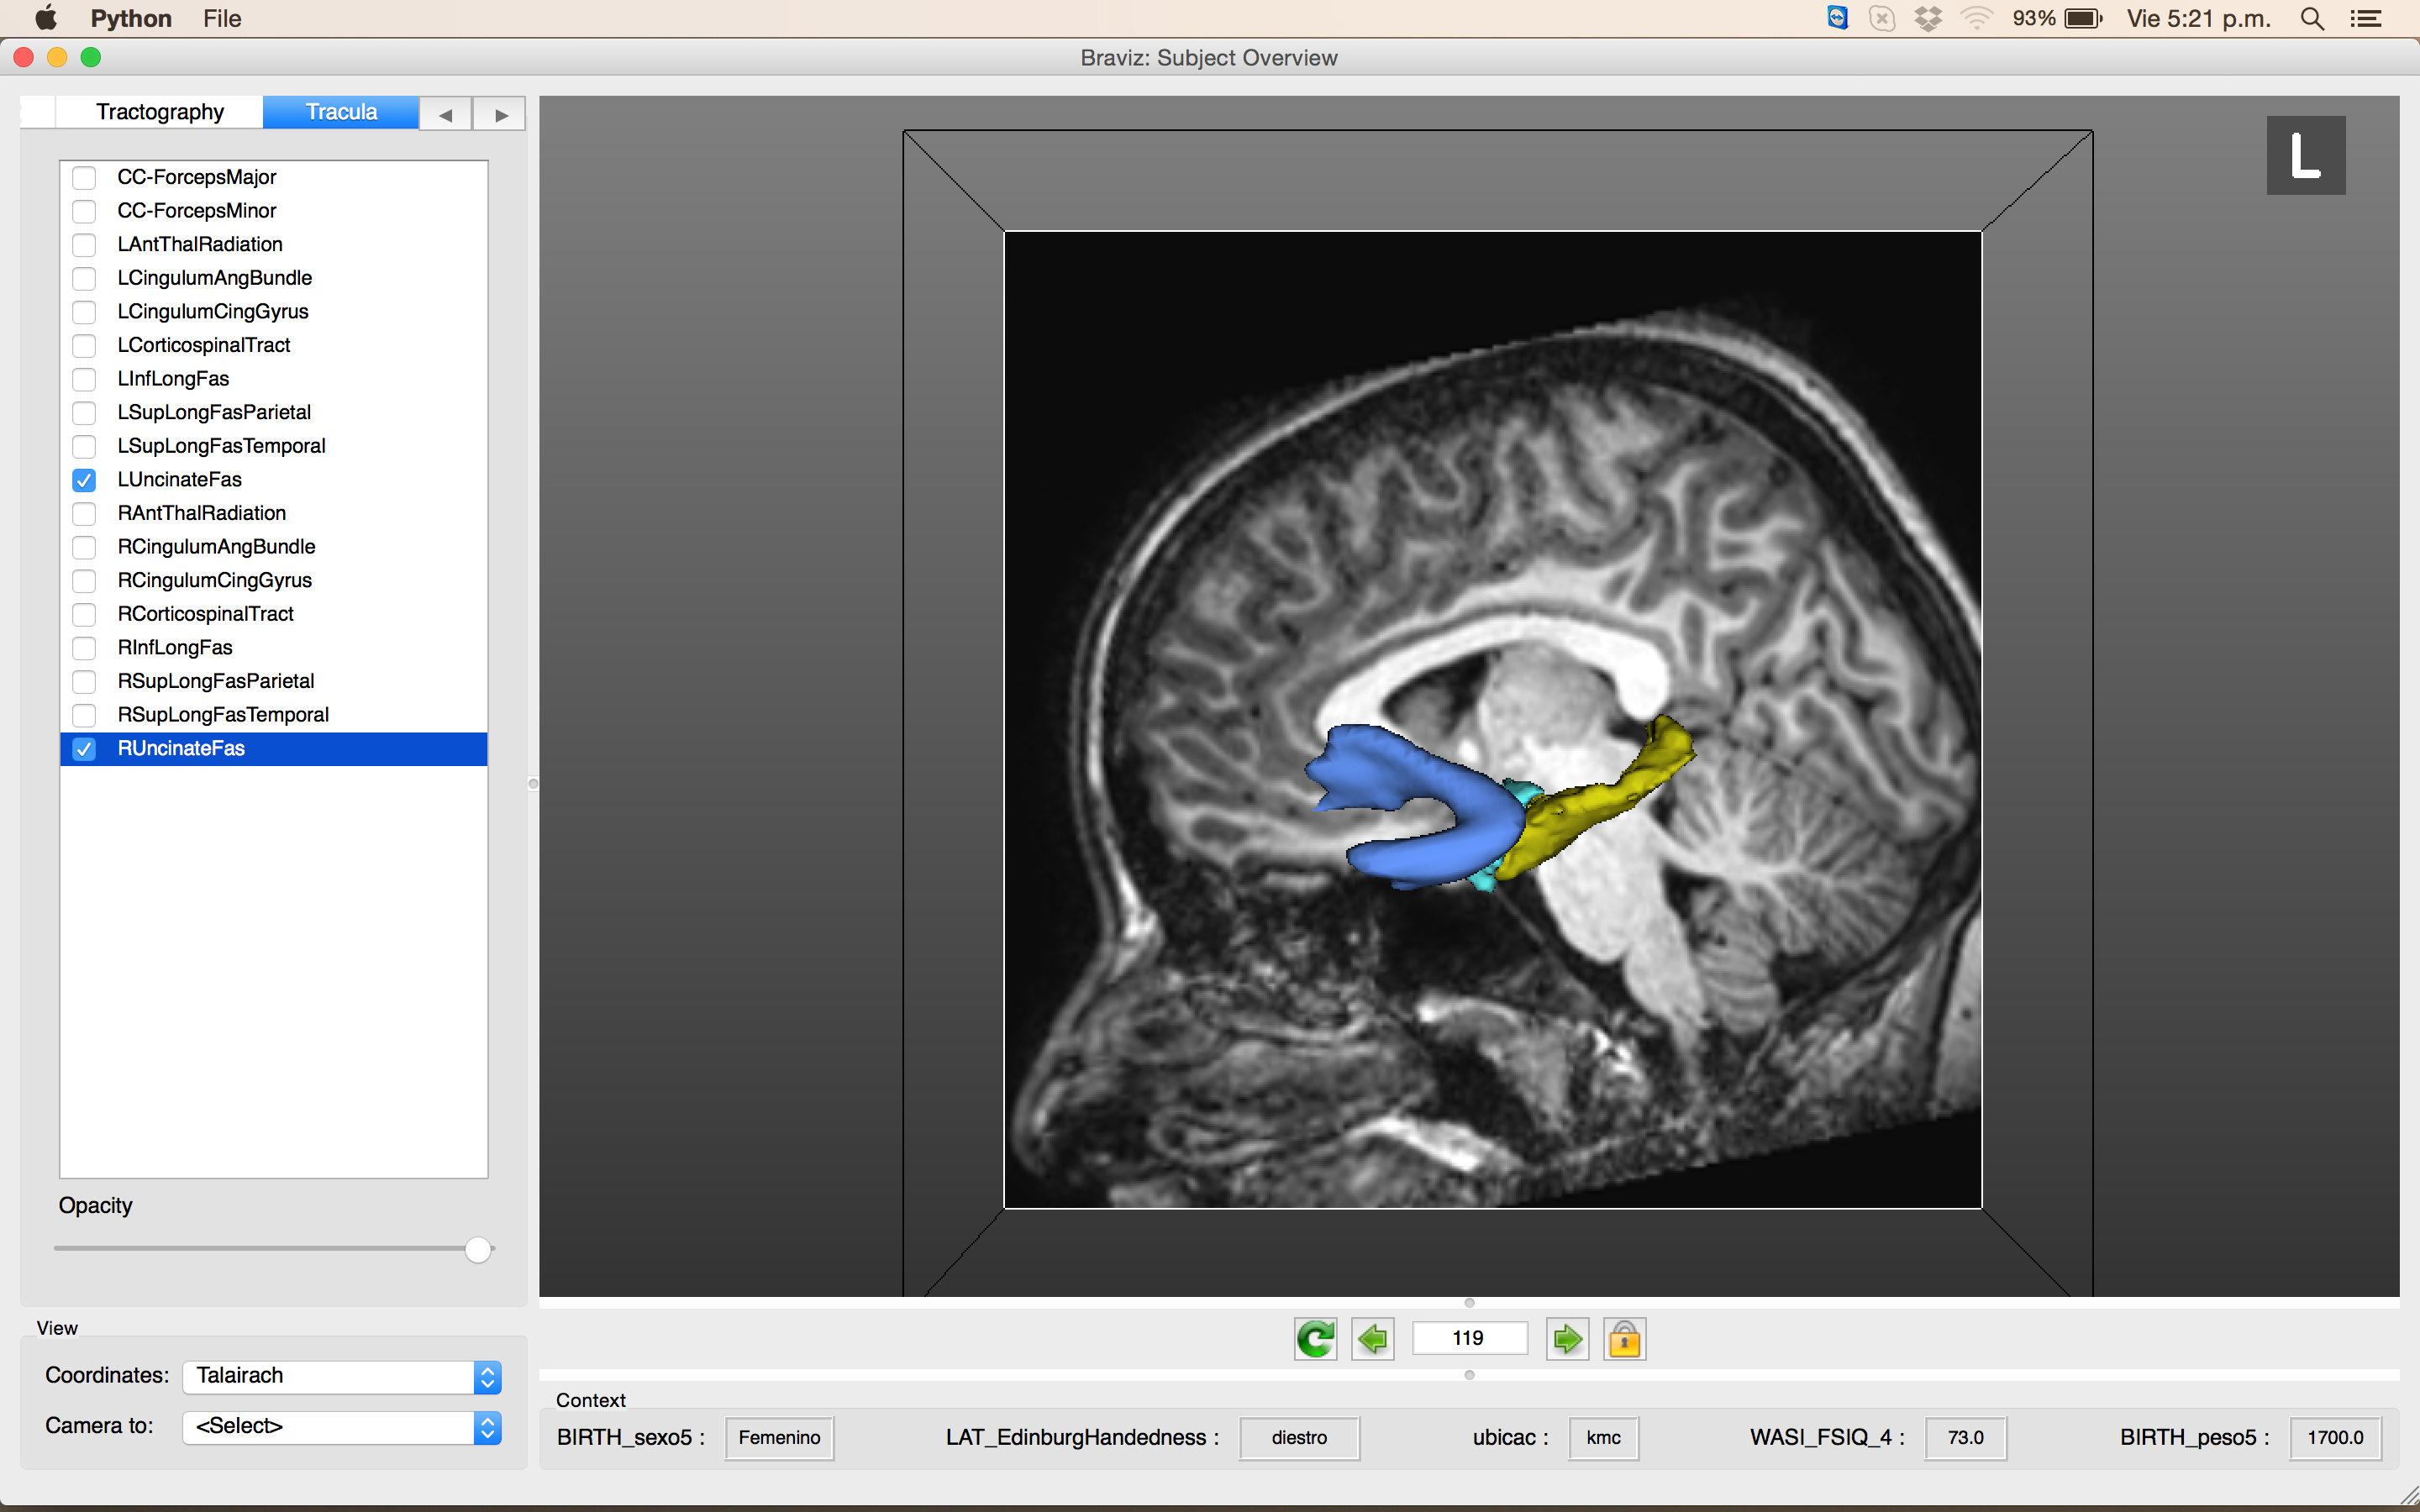 Python File 93% Vie 5:21 p.m.
Braviz: Subject Overview
Tractography Tracula
L
CC-ForcepsMajor
CC-ForcepsMinor
LAntThalRadiation
LCingulumAngBundle
LCingulumCingGyrus
LCorticospinalTract
LInfLongFas
LSupLongFasParietal
LSupLongFasTemporal
LUncinateFas
RAntThalRadiation
RCingulumAngBundle
RCingulumCingGyrus
RCorticospinalTract
RInfLongFas
RSupLongFasParietal
RSupLongFasTemporal
RUncinateFas
Opacity
View
Coordinates: Talairach
Camera to: <Select>
119
Context
BIRTH_sexo5 : Femenino LAT_EdinburgHandedness : diestro ubicac : kmc WASI_FSIQ_4 : 73.0 BIRTH_peso5 : 1700.0